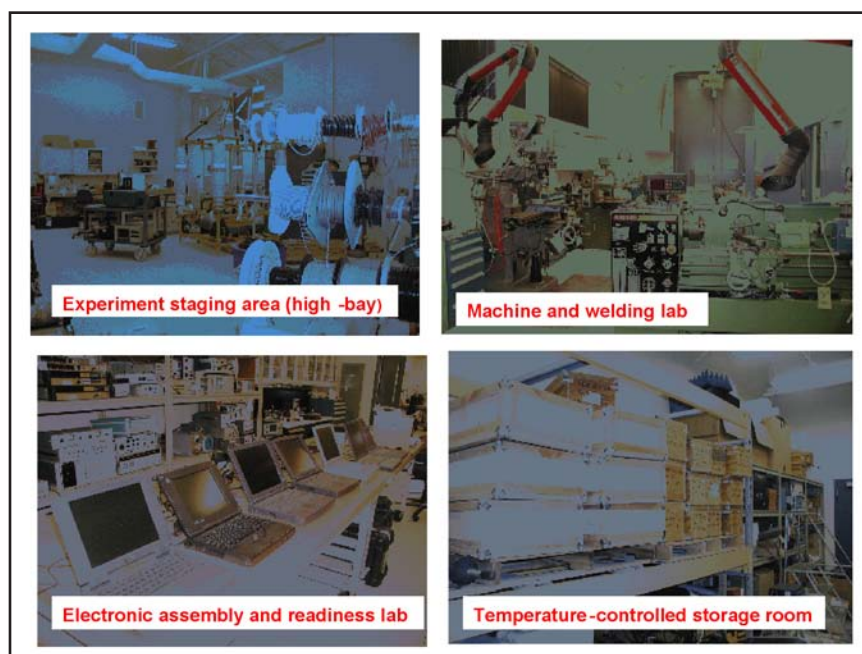 Experiment staging area (high -bay)
Machine and welding lab
Electronic assembly and readiness lab
Temperature-controlled storage room